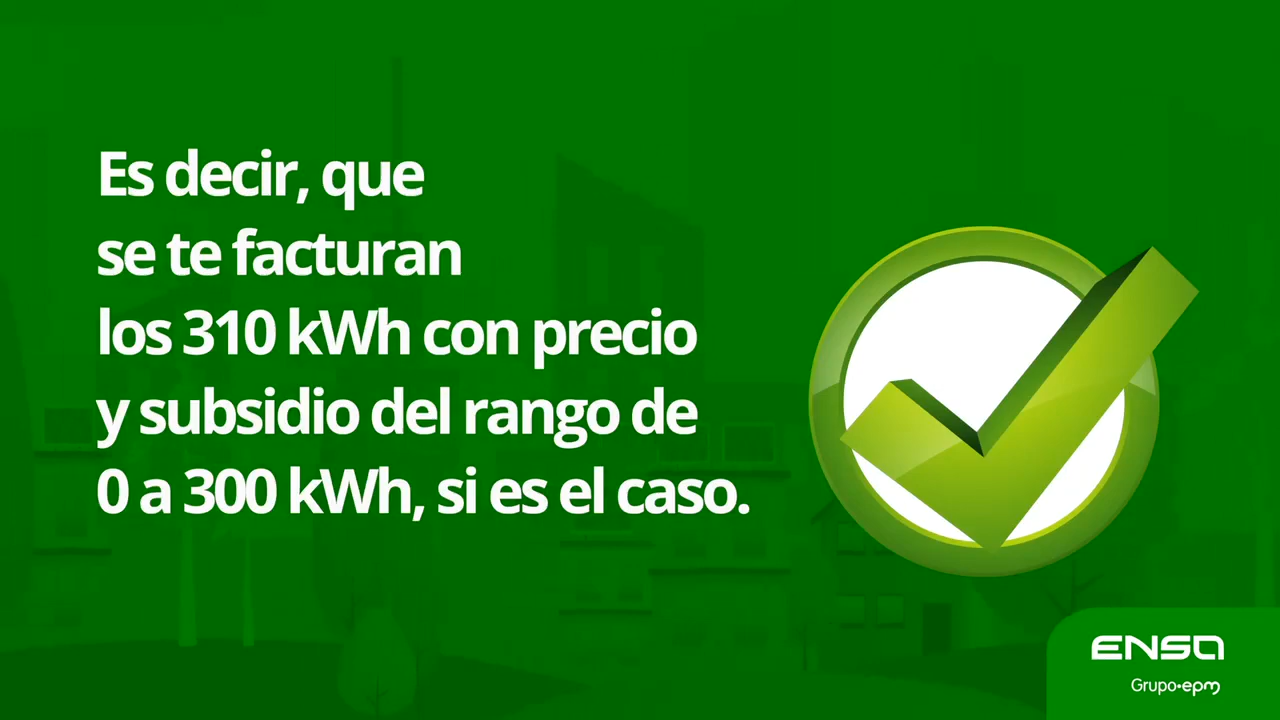 Es decir, que
se te facturan
los 310 kWh con precio
y subsidio del rango de
0 a 300 kWh, si es el caso.
ENSA
Grupo•epm